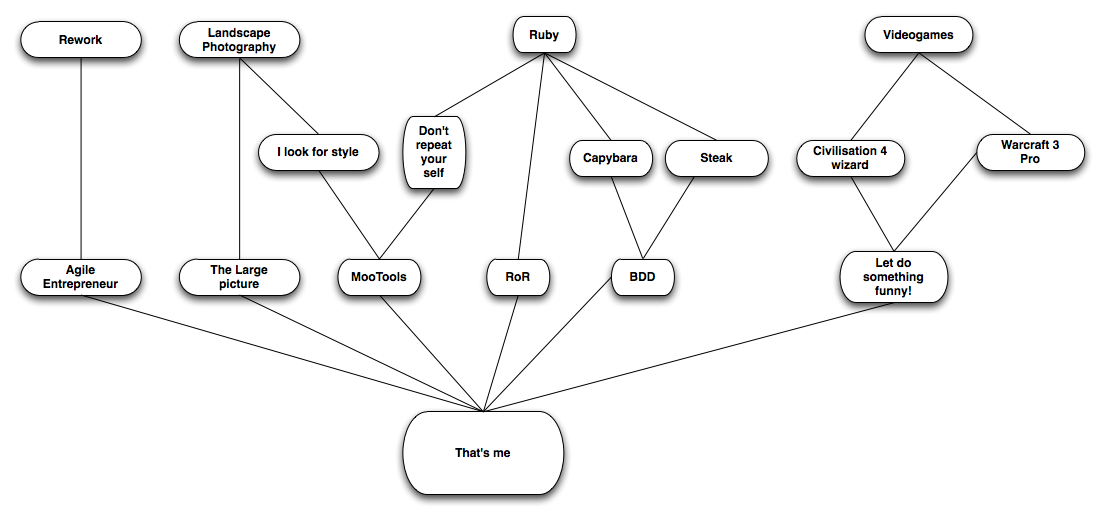 Rework
Landscape
Photography
Ruby
Videogames
Don't
repeat
your
self
I look for style
Capybara
Steak
Civilisation 4
wizard
Warcraft 3
Pro
Agile
Entrepreneur
The Large
picture
MooTools
RoR
BDD
Let do
something
funny!
That's me